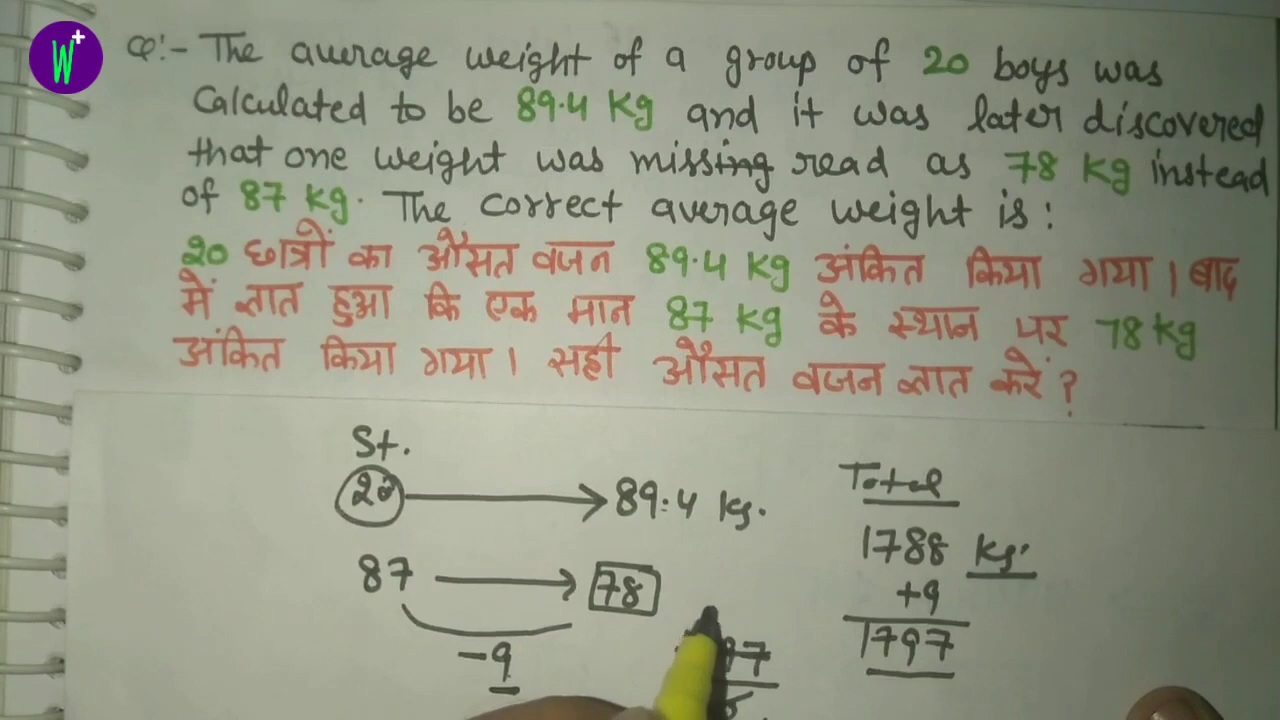 W+
Q:- The average weight of a group of 20 boys was
Calculated to be 89.4 Kg and it was later discovered
that one weight was missing read as 78 Kg instead
of 87 Kg. The correct average weight is:
20 छात्रों का औसत वजन 89.4 Kg अंकित किया गया। बाद
में ज्ञात हुआ कि एक मान 87 Kg के स्थान पर 78 Kg
अंकित किया गया। सही औसत वजन ज्ञात करें?
St.
20 → 89.4 Kg.
87 → 78
-9
Total
1788 Kg.
+9
1797
97